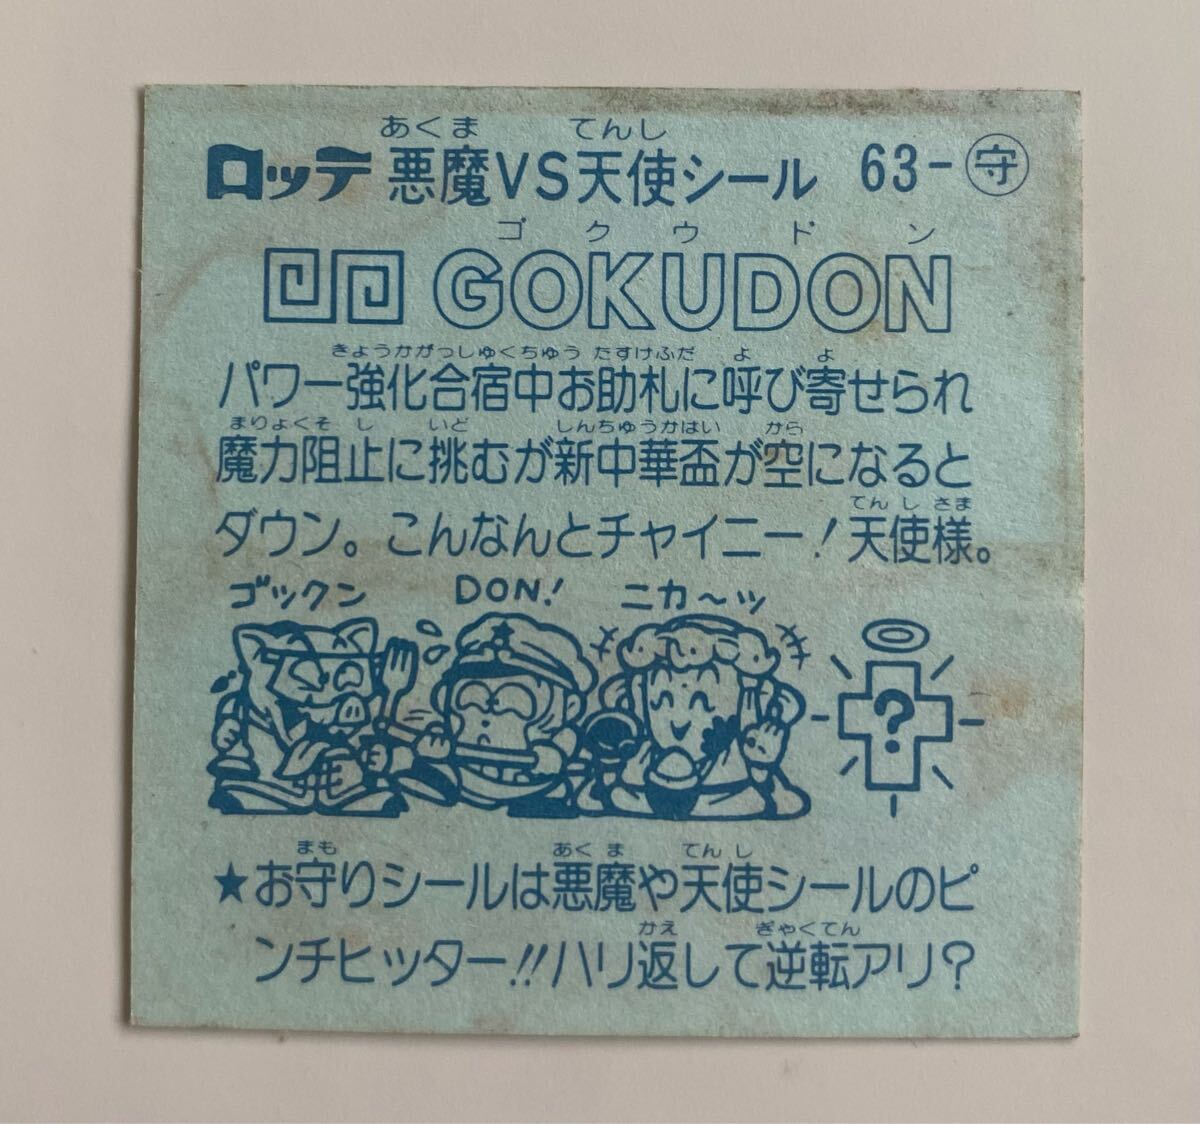 あくま てんし
ロッテ 悪魔VS天使シール 63-守
ゴクウドン
GOKUDON
きょうかがっしゅくちゅう たすけふだ よ よ
パワー強化合宿中お助札に呼び寄せられ
まりょくそ し いど しんちゅうかはい から
魔力阻止に挑むが新中華盃が空になると
てんしさま
ダウン。こんなんとチャイニー!天使様。
ゴックン DON! ニカ〜ッ
?
まも あくま てんし
★お守りシールは悪魔や天使シールのピ
かえ ぎゃくてん
ンチヒッター!!ハリ返して逆転アリ?